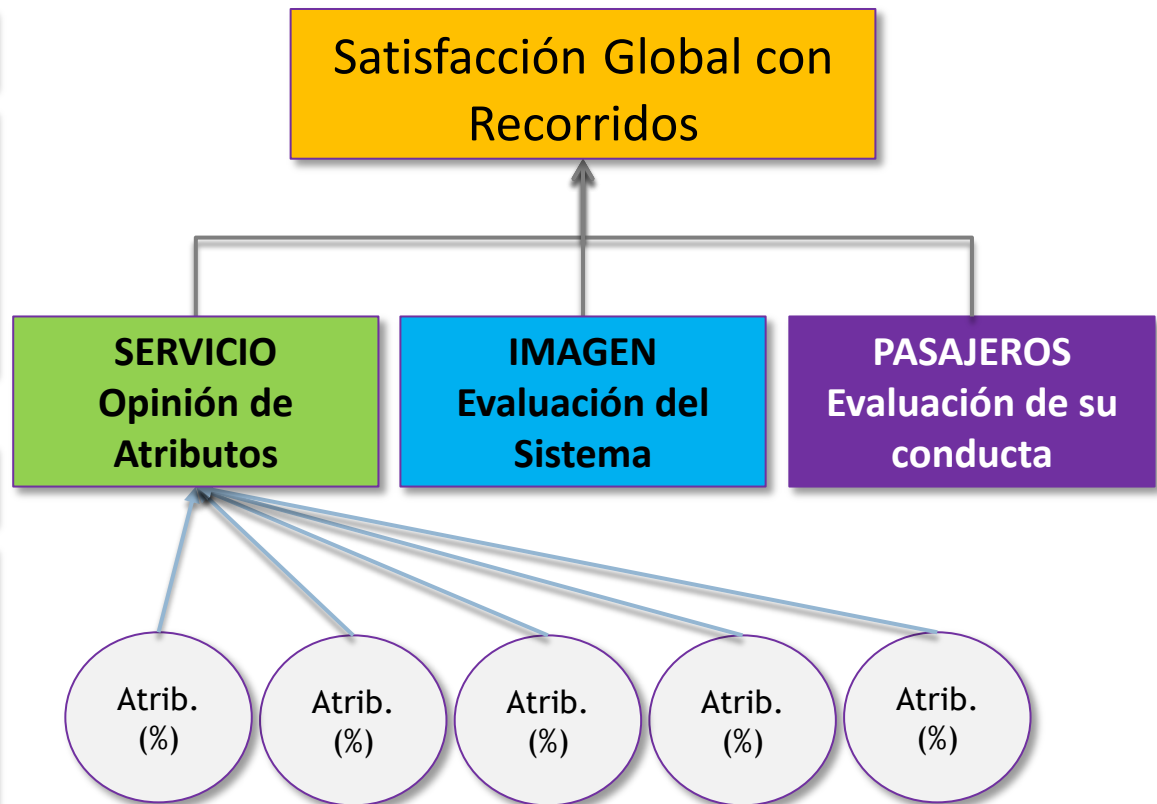 Satisfacción Global con
Recorridos
SERVICIO
Opinión de
Atributos
IMAGEN
Evaluación del
Sistema
PASAJEROS
Evaluación de su
conducta
Atrib.
(%)
Atrib.
(%)
Atrib.
(%)
Atrib.
(%)
Atrib.
(%)